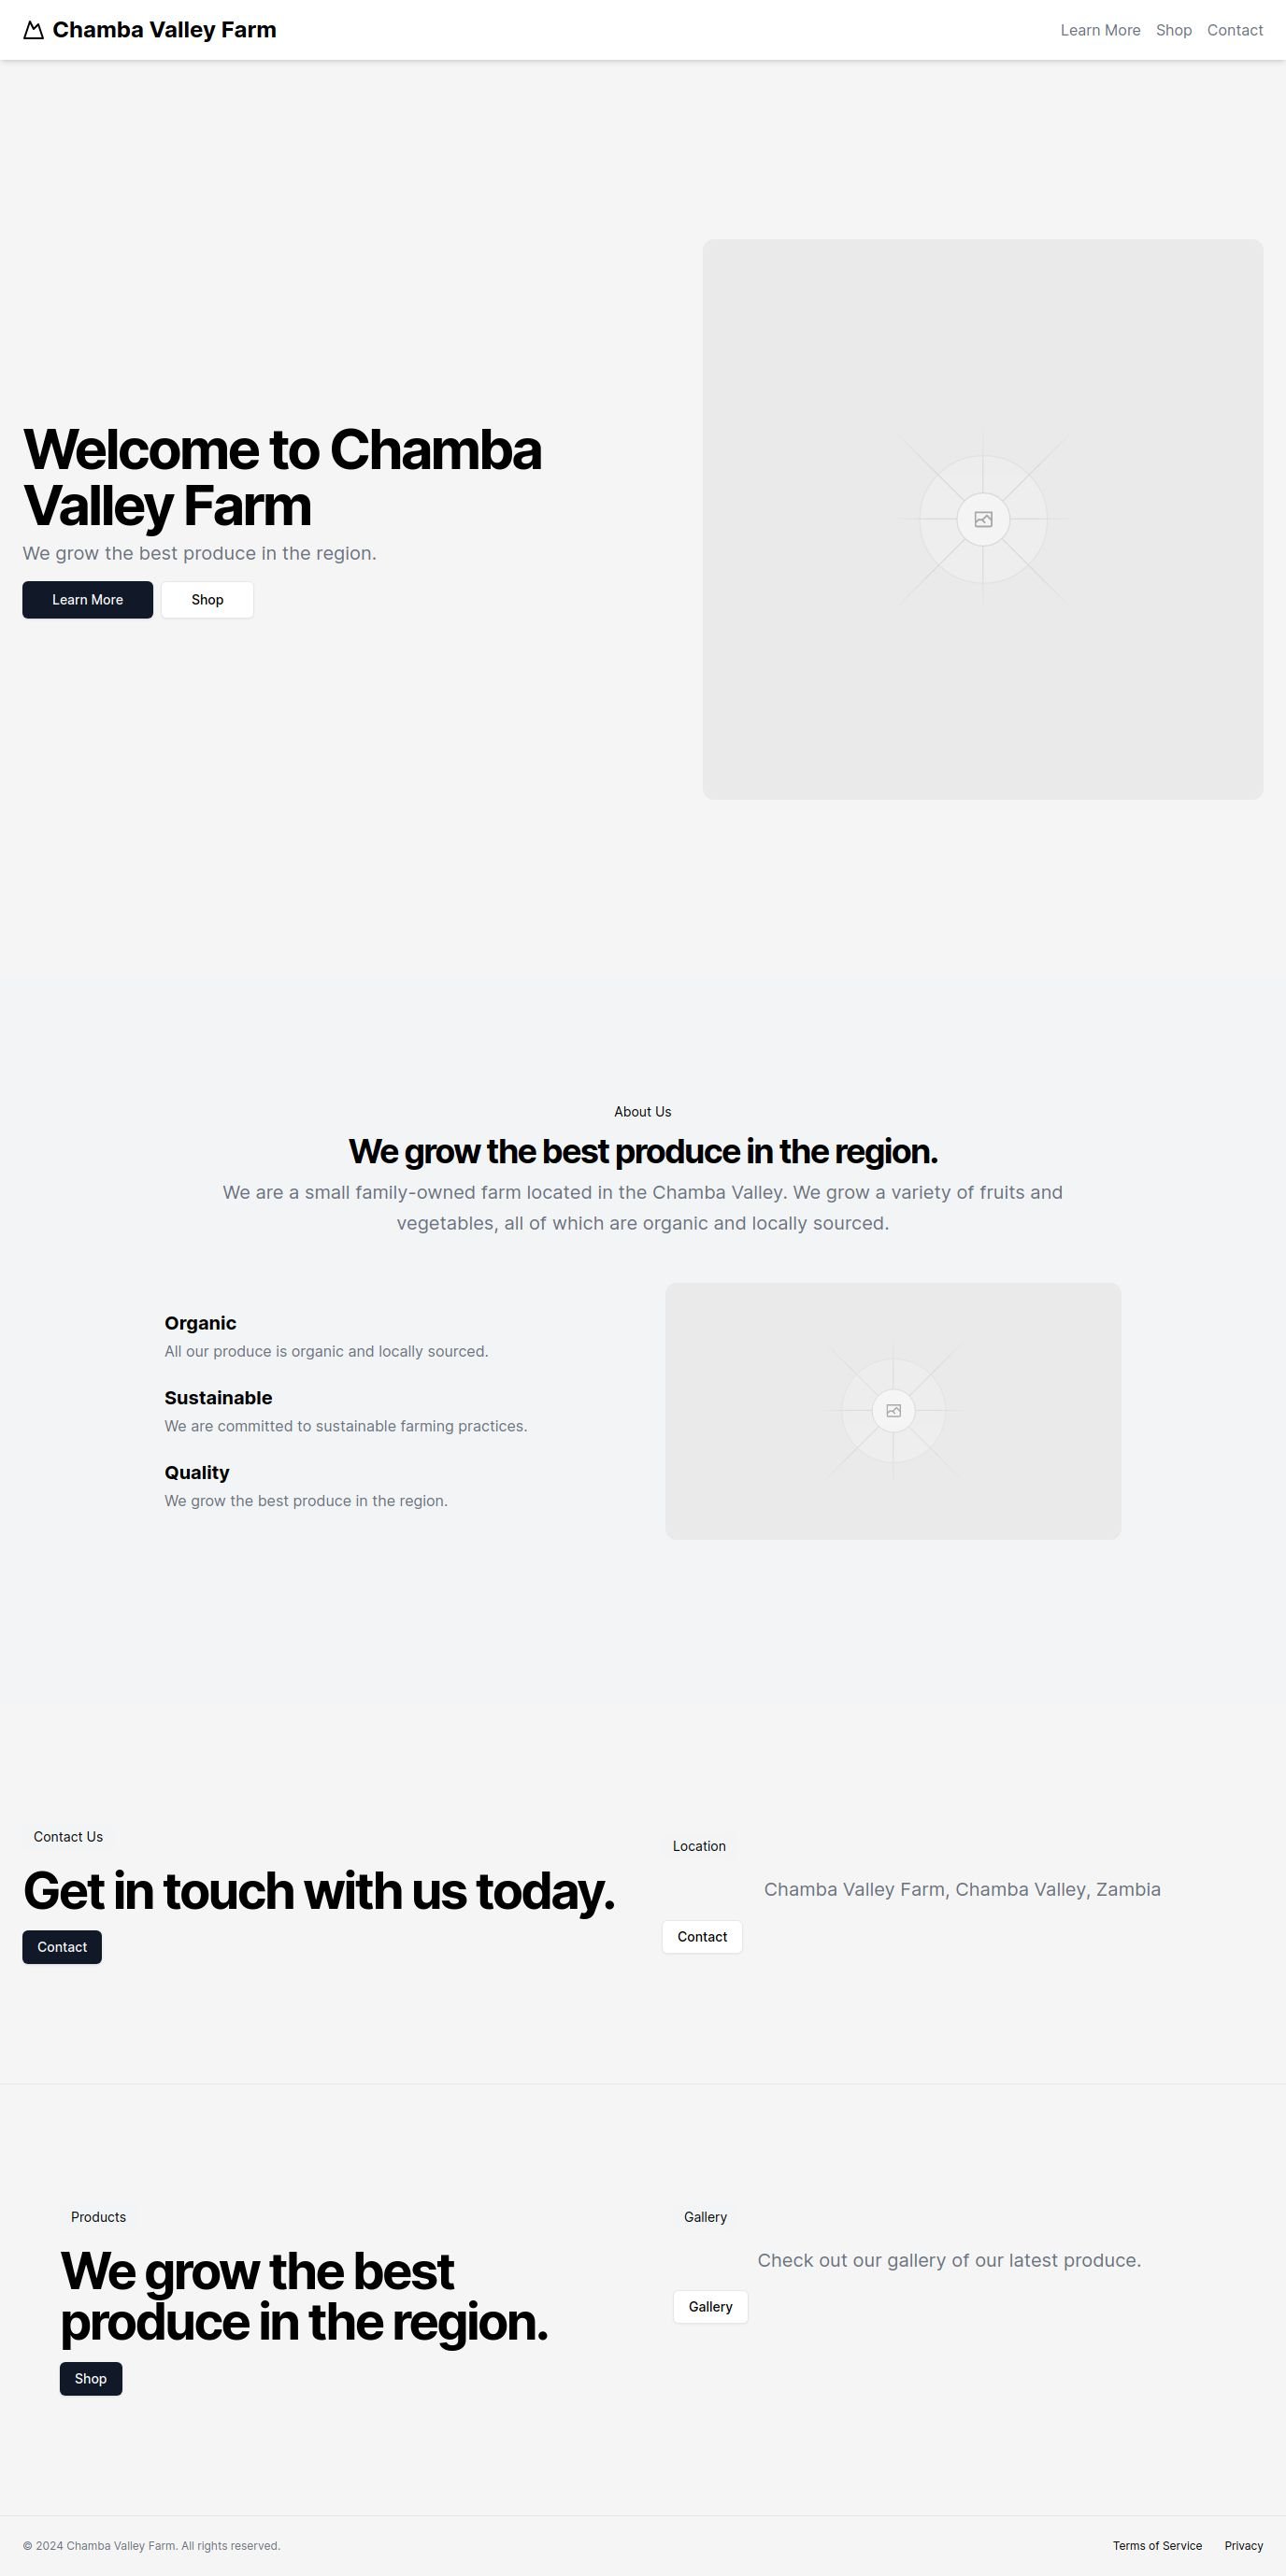 Chamba Valley Farm
Learn More Shop Contact
Welcome to Chamba
Valley Farm
We grow the best produce in the region.
Learn More Shop
About Us
We grow the best produce in the region.
We are a small family-owned farm located in the Chamba Valley. We grow a variety of fruits and
vegetables, all of which are organic and locally sourced.
Organic
All our produce is organic and locally sourced.
Sustainable
We are committed to sustainable farming practices.
Quality
We grow the best produce in the region.
Contact Us
Get in touch with us today.
Contact
Location
Chamba Valley Farm, Chamba Valley, Zambia
Contact
Products
We grow the best
produce in the region.
Shop
Gallery
Check out our gallery of our latest produce.
Gallery
© 2024 Chamba Valley Farm. All rights reserved.
Terms of Service Privacy